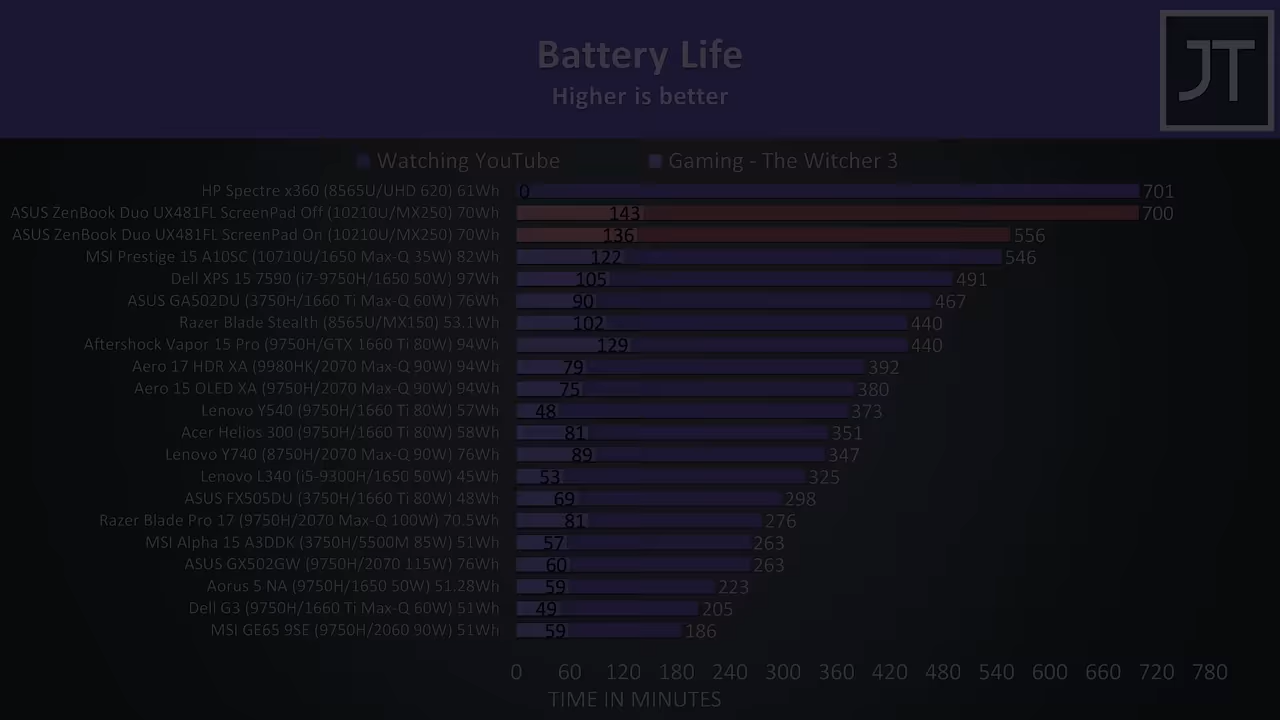 Battery Life
Higher is better
JT
Watching YouTube Gaming - The Witcher 3
HP Spectre x360 (8565U/UHD 620) 61Wh 0 701
ASUS ZenBook Duo UX481FL ScreenPad Off (10210U/MX250) 70Wh 143 700
ASUS ZenBook Duo UX481FL ScreenPad On (10210U/MX250) 70Wh 136 556
MSI Prestige 15 A10SC (10710U/1650 Max-Q 35W) 82Wh 122 546
Dell XPS 15 7590 (i7-9750H/1650 50W) 97Wh 105 491
ASUS GA502DU (3750H/1660 Ti Max-Q 60W) 76Wh 90 467
Razer Blade Stealth (8565U/MX150) 53.1Wh 102 440
Aftershock Vapor 15 Pro (9750H/GTX 1660 Ti 80W) 94Wh 129 440
Aero 17 HDR XA (9980HK/2070 Max-Q 90W) 94Wh 79 392
Aero 15 OLED XA (9750H/2070 Max-Q 90W) 94Wh 75 380
Lenovo Y540 (9750H/1660 Ti 80W) 57Wh 48 373
Acer Helios 300 (9750H/1660 Ti 80W) 58Wh 81 351
Lenovo Y740 (8750H/2070 Max-Q 90W) 76Wh 89 347
Lenovo L340 (i5-9300H/1650 50W) 45Wh 53 325
ASUS FX505DU (3750H/1660 Ti 80W) 48Wh 69 298
Razer Blade Pro 17 (9750H/2070 Max-Q 100W) 70.5Wh 81 276
MSI Alpha 15 A3DDK (3750H/5500M 85W) 51Wh 57 263
ASUS GX502GW (9750H/2070 115W) 76Wh 60 263
Aorus 5 NA (9750H/1650 50W) 51.28Wh 59 223
Dell G3 (9750H/1660 Ti Max-Q 60W) 51Wh 49 205
MSI GE65 9SE (9750H/2060 90W) 51Wh 59 186
0 60 120 180 240 300 360 420 480 540 600 660 720 780
TIME IN MINUTES